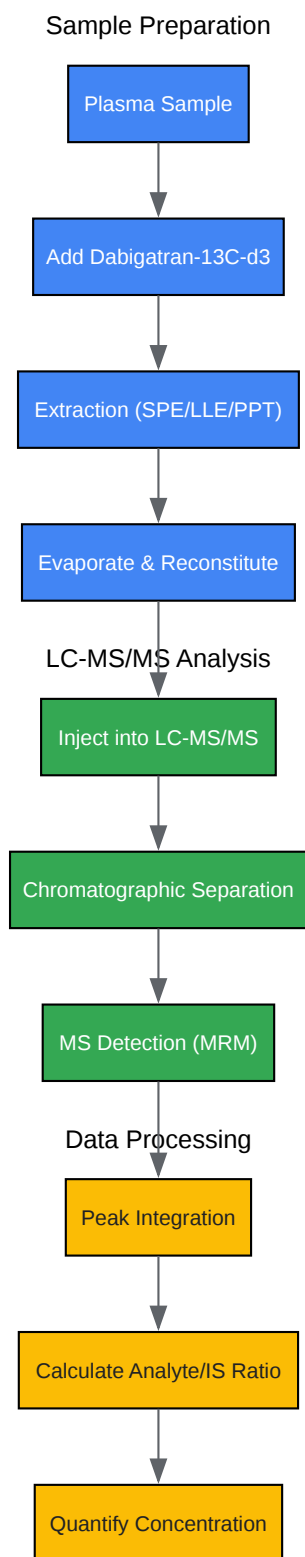 Sample Preparation
Plasma Sample
Add Dabigatran-13C-d3
Extraction (SPE/LLE/PPT)
Evaporate & Reconstitute
LC-MS/MS Analysis
Inject into LC-MS/MS
Chromatographic Separation
MS Detection (MRM)
Data Processing
Peak Integration
Calculate Analyte/IS Ratio
Quantify Concentration